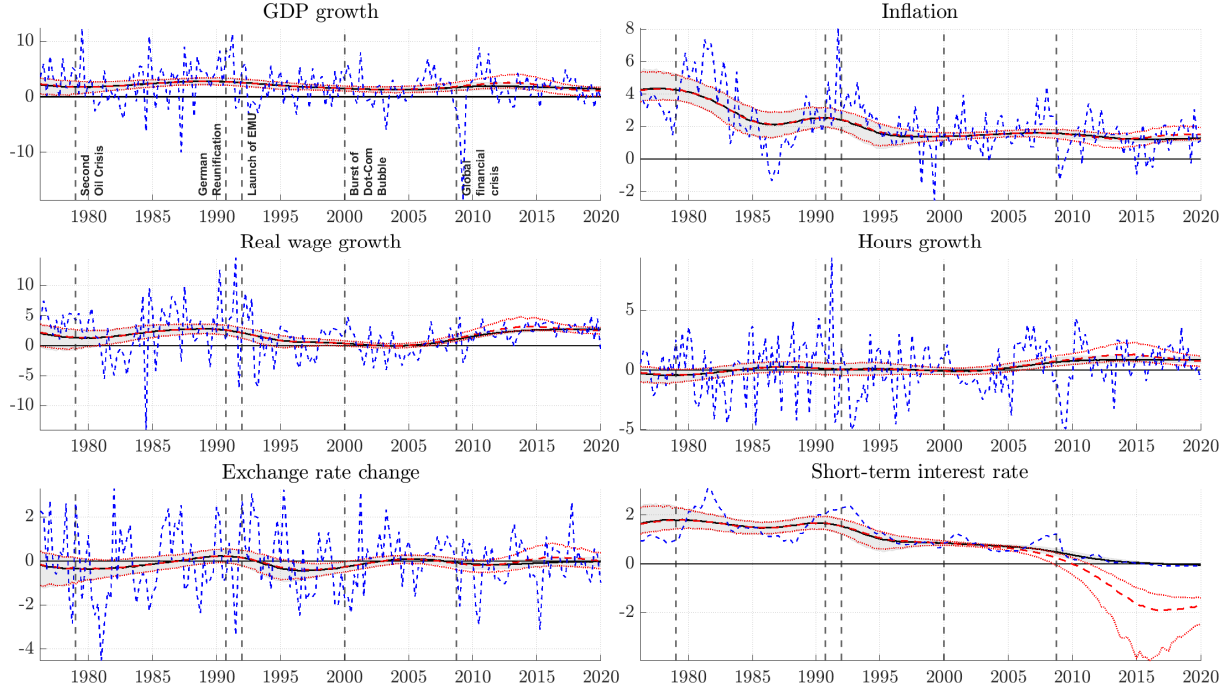 GDP growth
10
0
-10
Second
Oil Crisis
German
Reunification
Launch of EMU
Burst of
Dot-Com
Bubble
Global
financial
crisis
1980 1985 1990 1995 2000 2005 2010 2015 2020
Inflation
8
6
4
2
0
-2
1980 1985 1990 1995 2000 2005 2010 2015 2020
Real wage growth
10
5
0
-5
-10
1980 1985 1990 1995 2000 2005 2010 2015 2020
Hours growth
5
0
-5
1980 1985 1990 1995 2000 2005 2010 2015 2020
Exchange rate change
2
0
-2
-4
1980 1985 1990 1995 2000 2005 2010 2015 2020
Short-term interest rate
2
0
-2
1980 1985 1990 1995 2000 2005 2010 2015 2020